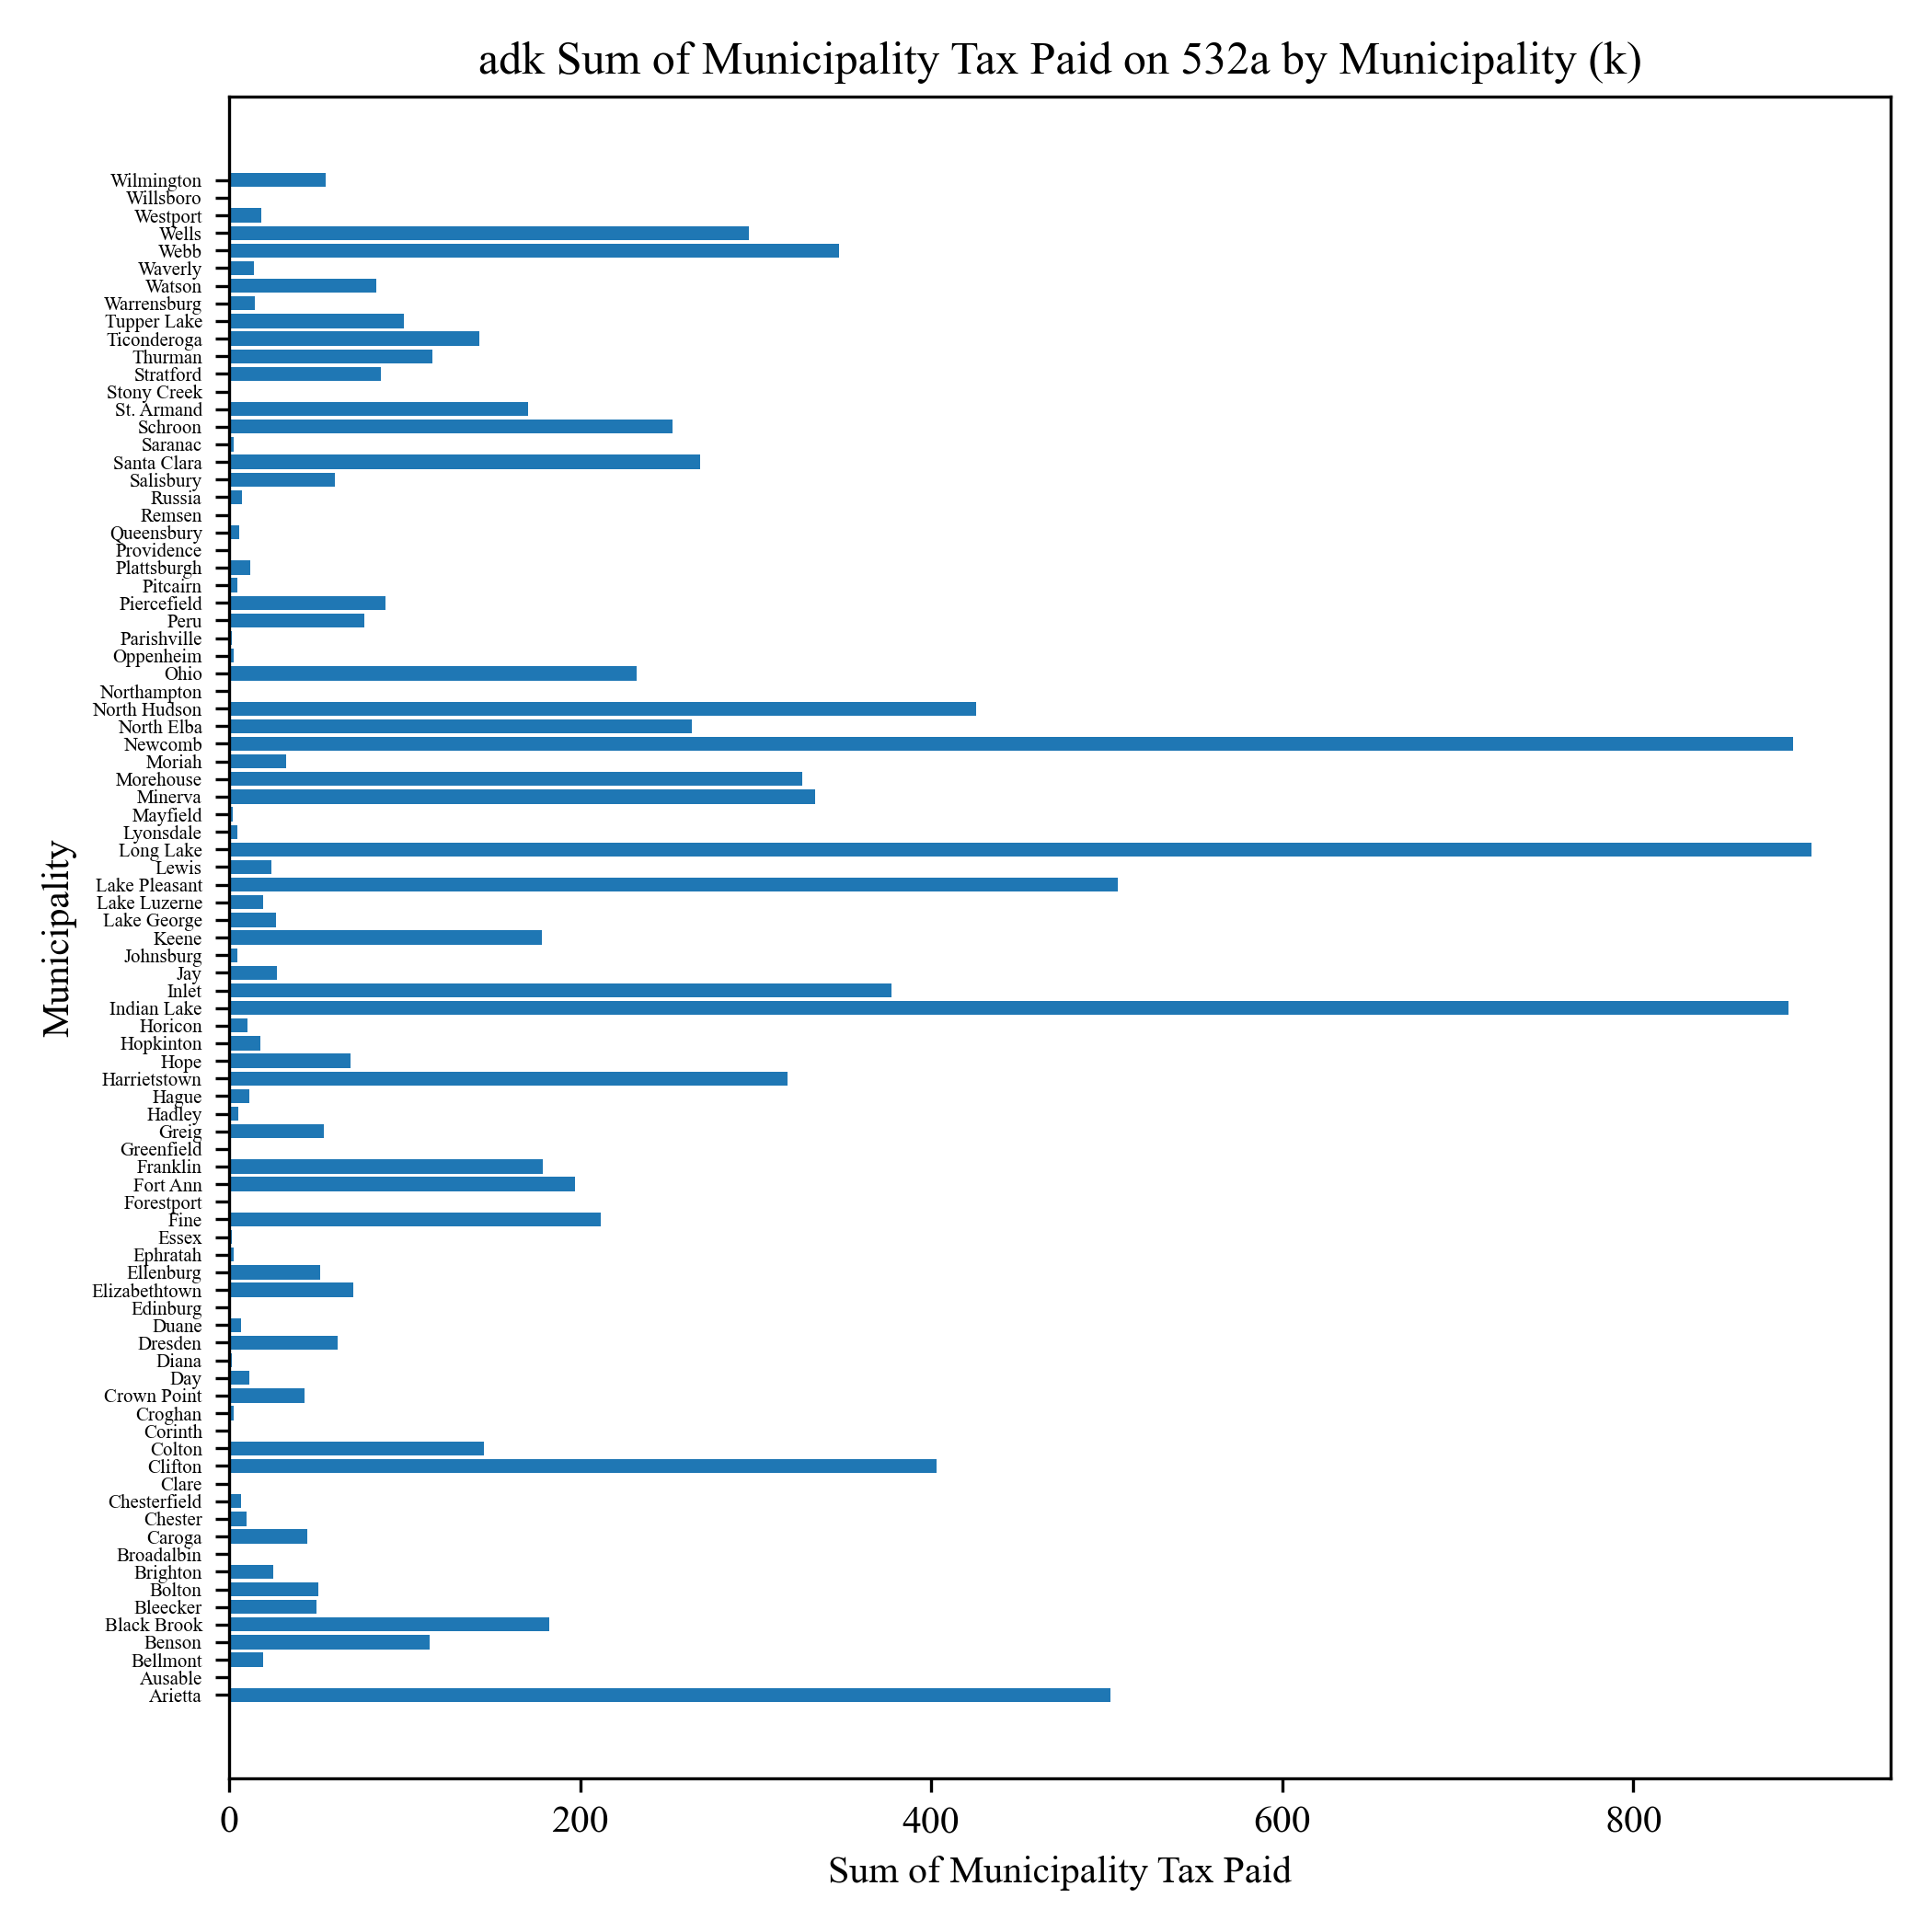 adk Sum of Municipality Tax Paid on 532a by Municipality (k)
Wilmington
Willsboro
Westport
Wells
Webb
Waverly
Watson
Warrensburg
Tupper Lake
Ticonderoga
Thurman
Stratford
Stony Creek
St. Armand
Schroon
Saranac
Santa Clara
Salisbury
Russia
Remsen
Queensbury
Providence
Plattsburgh
Pitcairn
Piercefield
Peru
Parishville
Oppenheim
Ohio
Northampton
North Hudson
North Elba
Newcomb
Moriah
Morehouse
Minerva
Mayfield
Lyonsdale
Long Lake
Lewis
Lake Pleasant
Lake Luzerne
Lake George
Keene
Johnsburg
Jay
Inlet
Indian Lake
Horicon
Hopkinton
Hope
Harrietstown
Hague
Hadley
Greig
Greenfield
Franklin
Fort Ann
Forestport
Fine
Essex
Ephratah
Ellenburg
Elizabethtown
Edinburg
Duane
Dresden
Diana
Day
Crown Point
Croghan
Corinth
Colton
Clifton
Clare
Chesterfield
Chester
Caroga
Broadalbin
Brighton
Bolton
Bleecker
Black Brook
Benson
Bellmont
Ausable
Arietta
Municipality
0 200 400 600 800
Sum of Municipality Tax Paid